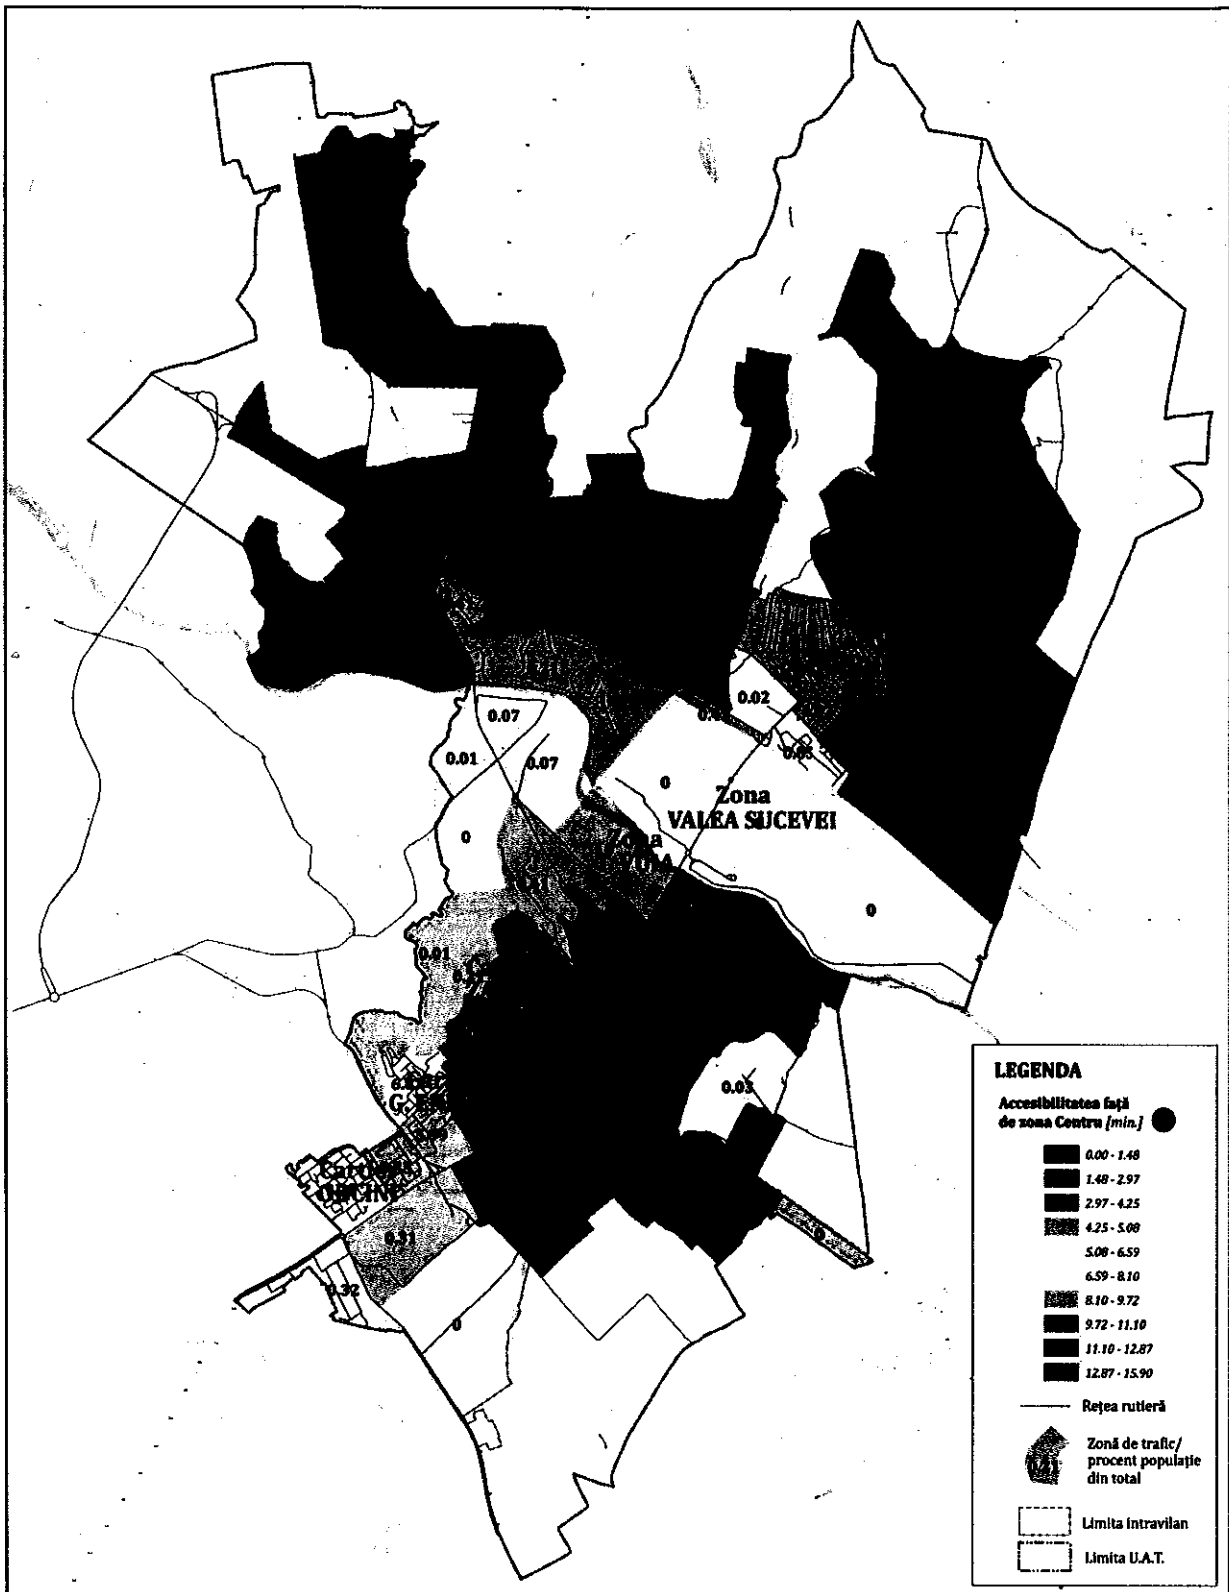 0.02
0.07
0.01
0.07
0
Zona
VALEA SUCEVEI
0
Zona
0
0.01
0.03
0.31
0.32
0
0
LEGENDA
Accesibilitatea față
de zona Centru [min.]
0.00 - 1.48
1.48 - 2.97
2.97 - 4.25
4.25 - 5.08
5.08 - 6.59
6.59 - 8.10
8.10 - 9.72
9.72 - 11.10
11.10 - 12.87
12.87 - 15.90
Rețea rutieră
Zonă de trafic/
procent populație
din total
Limita intravilan
Limita U.A.T.